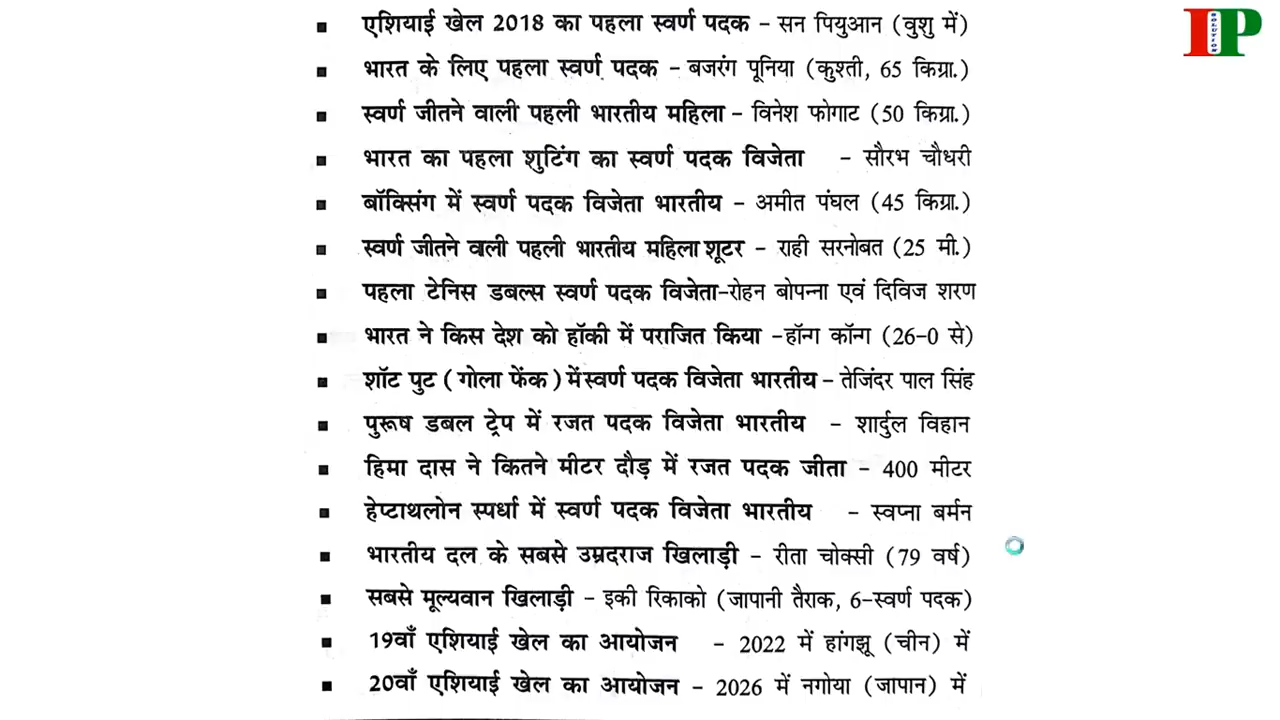 ▪ एशियाई खेल 2018 का पहला स्वर्ण पदक – सन पियुआन (वुशु में)
▪ भारत के लिए पहला स्वर्ण पदक – बजरंग पूनिया (कुश्ती, 65 किग्रा.)
▪ स्वर्ण जीतने वाली पहली भारतीय महिला – विनेश फोगाट (50 किग्रा.)
▪ भारत का पहला शुटिंग का स्वर्ण पदक विजेता – सौरभ चौधरी
▪ बॉक्सिंग में स्वर्ण पदक विजेता भारतीय – अमीत पंघल (45 किग्रा.)
▪ स्वर्ण जीतने वाली पहली भारतीय महिला शूटर – राही सरनोबत (25 मी.)
▪ पहला टेनिस डबल्स स्वर्ण पदक विजेता–रोहन बोपन्ना एवं दिविज शरण
▪ भारत ने किस देश को हॉकी में पराजित किया –हॉन्ग कॉन्ग (26-0 से)
▪ शॉट पुट ( गोला फेंक ) में स्वर्ण पदक विजेता भारतीय – तेजिंदर पाल सिंह
▪ पुरूष डबल ट्रेप में रजत पदक विजेता भारतीय – शार्दुल विहान
▪ हिमा दास ने कितने मीटर दौड़ में रजत पदक जीता – 400 मीटर
▪ हेप्टाथलोन स्पर्धा में स्वर्ण पदक विजेता भारतीय – स्वप्ना बर्मन
▪ भारतीय दल के सबसे उम्रदराज खिलाड़ी – रीता चोक्सी (79 वर्ष)
▪ सबसे मूल्यवान खिलाड़ी – इकी रिकाको (जापानी तैराक, 6-स्वर्ण पदक)
▪ 19वाँ एशियाई खेल का आयोजन – 2022 में हांगझू (चीन) में
▪ 20वाँ एशियाई खेल का आयोजन – 2026 में नगोया (जापान) में
IP
SOLUTION